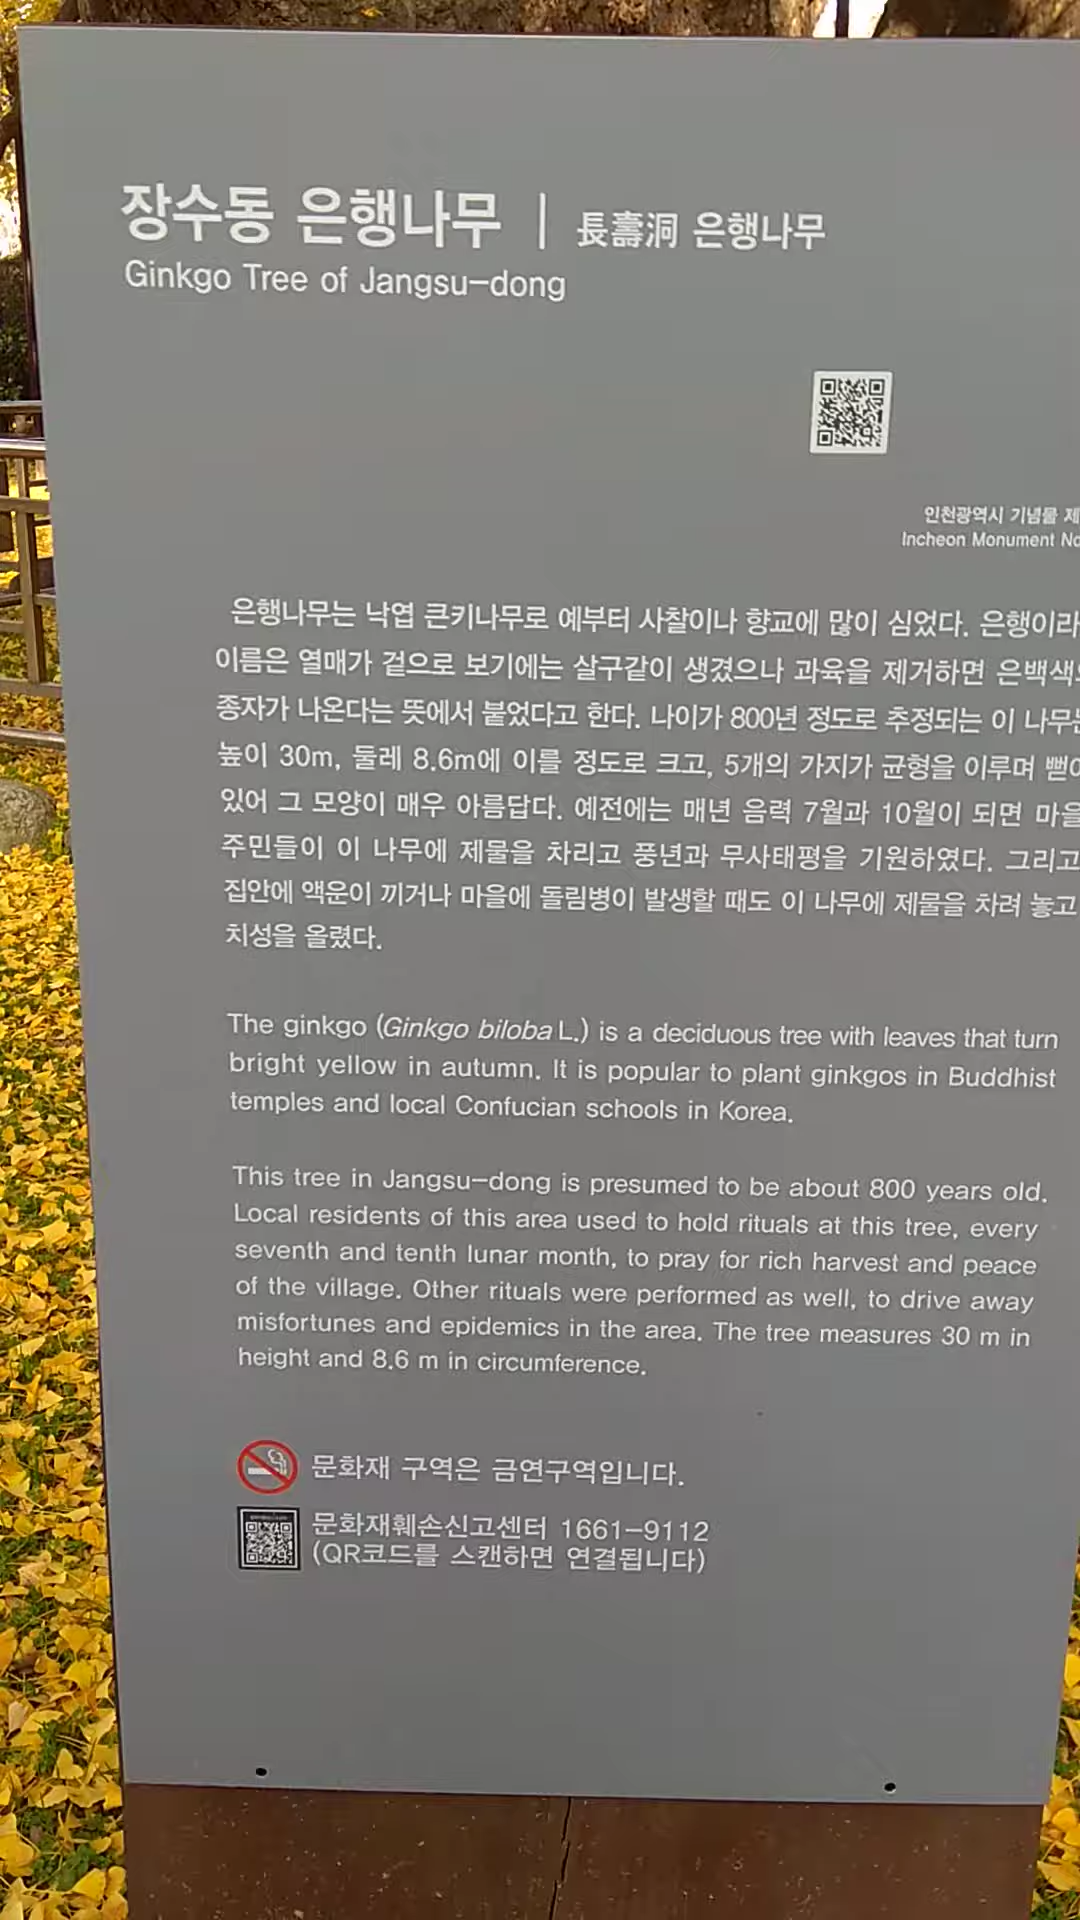 장수동 은행나무 | 長壽洞 은행나무
Ginkgo Tree of Jangsu-dong
인천광역시 기념물 제
Incheon Monument No
은행나무는 낙엽 큰키나무로 예부터 사찰이나 향교에 많이 심었다. 은행이라
이름은 열매가 겉으로 보기에는 살구같이 생겼으나 과육을 제거하면 은백색
종자가 나온다는 뜻에서 붙었다고 한다. 나이가 800년 정도로 추정되는 이 나무는
높이 30m, 둘레 8.6m에 이를 정도로 크고, 5개의 가지가 균형을 이루며 뻗어
있어 그 모양이 매우 아름답다. 예전에는 매년 음력 7월과 10월이 되면 마을
주민들이 이 나무에 제물을 차리고 풍년과 무사태평을 기원하였다. 그리고
집안에 액운이 끼거나 마을에 돌림병이 발생할 때도 이 나무에 제물을 차려 놓고
치성을 올렸다.
The ginkgo (Ginkgo biloba L.) is a deciduous tree with leaves that turn
bright yellow in autumn. It is popular to plant ginkgos in Buddhist
temples and local Confucian schools in Korea.
This tree in Jangsu-dong is presumed to be about 800 years old.
Local residents of this area used to hold rituals at this tree, every
seventh and tenth lunar month, to pray for rich harvest and peace
of the village. Other rituals were performed as well, to drive away
misfortunes and epidemics in the area. The tree measures 30 m in
height and 8.6 m in circumference.
문화재 구역은 금연구역입니다.
문화재훼손신고센터 1661-9112
(QR코드를 스캔하면 연결됩니다)